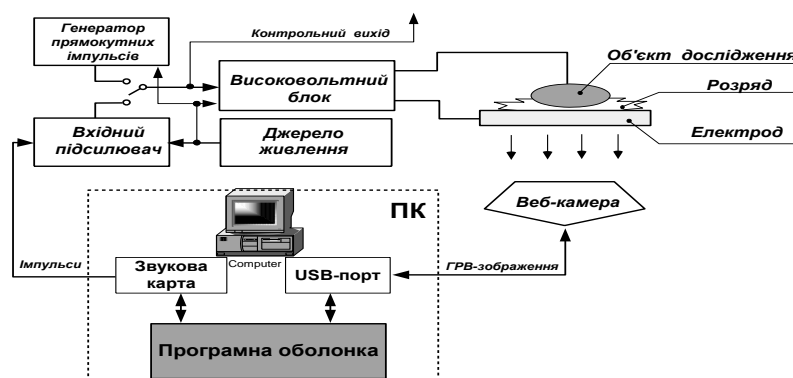 Генератор
прямокутних
імпульсів
Контрольний вихід
Високовольтний
блок
Об'єкт дослідження
Розряд
Електрод
Вхідний
підсилювач
Джерело
живлення
Веб-камера
ПК
Computer
Імпульси
Звукова
карта
USB-порт
ГРВ-зображення
Програмна оболонка